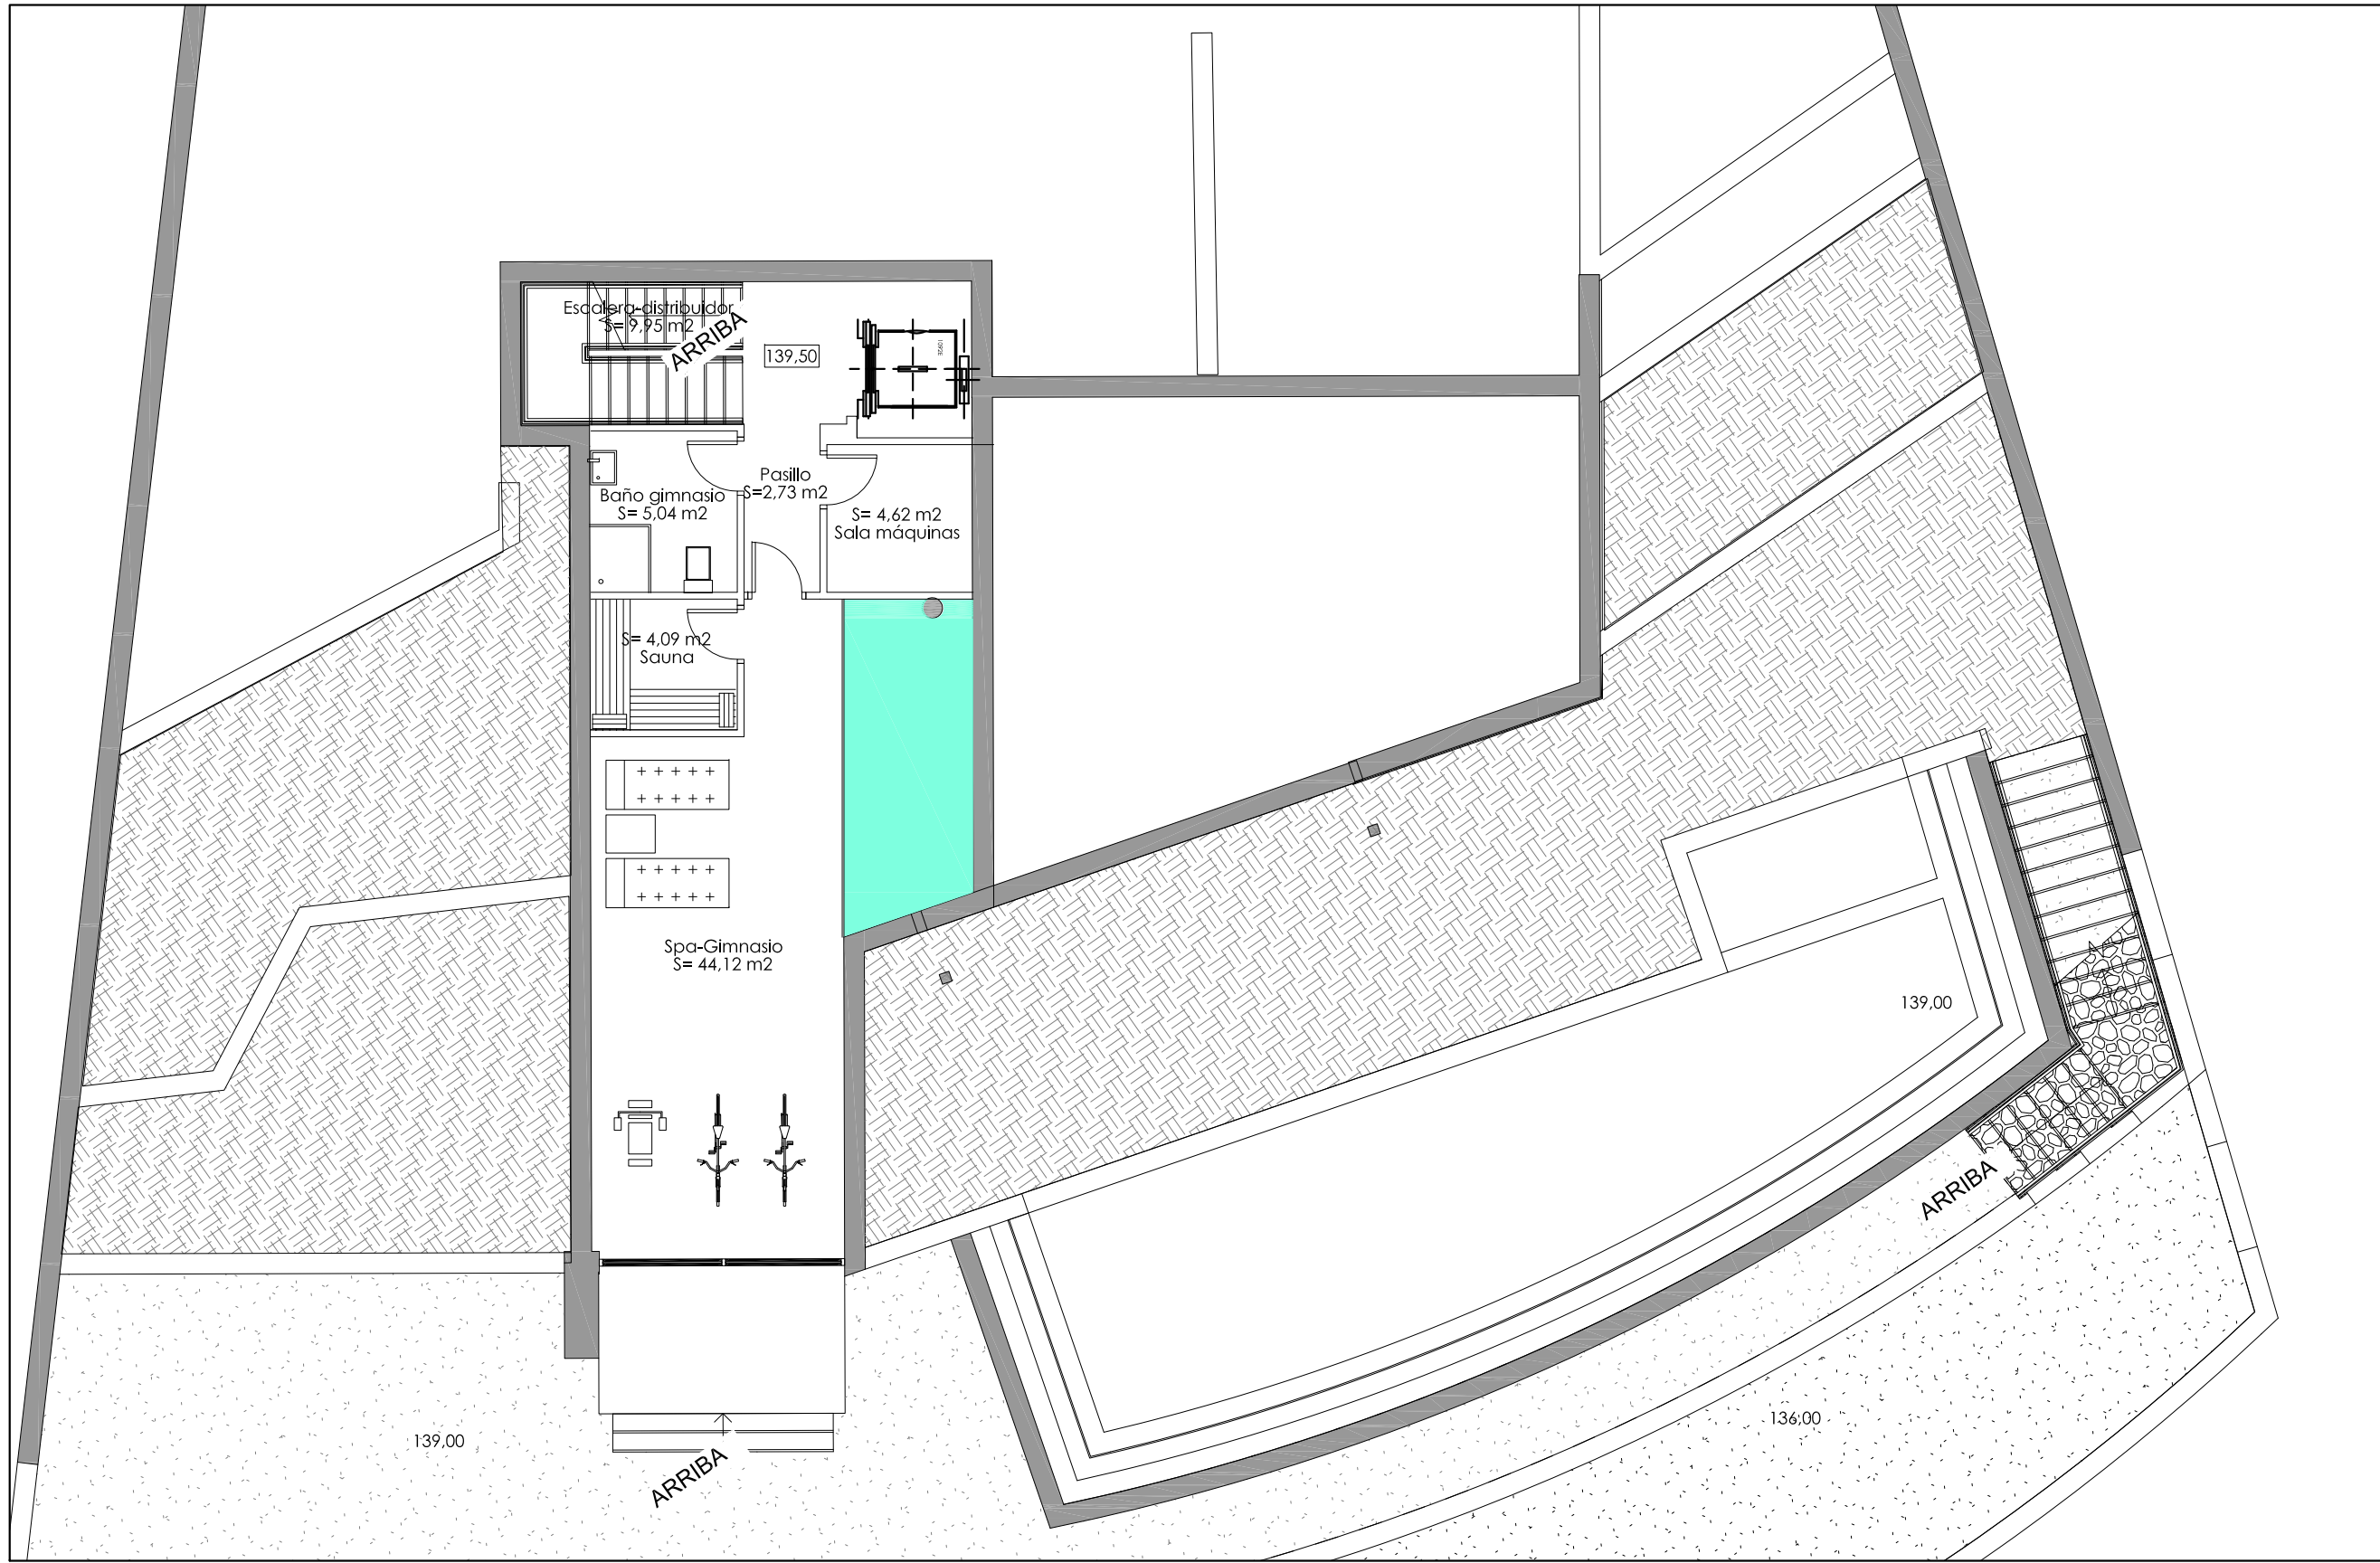 Escalera-distribuidor
S= 9,95 m2
ARRIBA
139,50
Pasillo
S=2,73 m2
Baño gimnasio
S= 5,04 m2
S= 4,62 m2
Sala máquinas
S= 4,09 m2
Sauna
Spa-Gimnasio
S= 44,12 m2
139,00
ARRIBA
136,00
139,00
ARRIBA